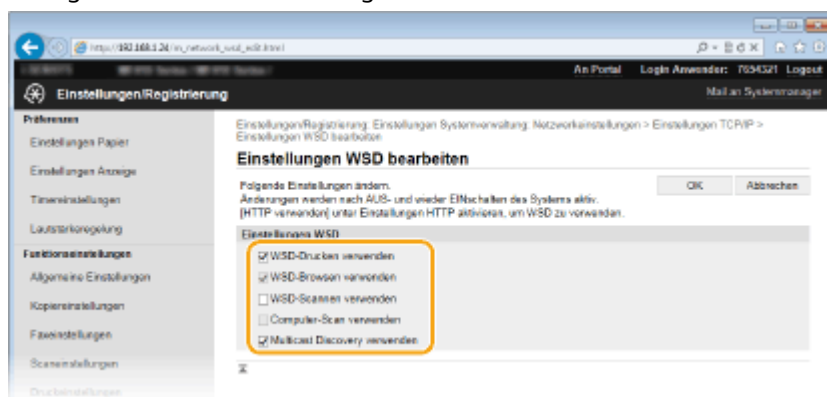 http://192.168.1.24/m_network_wsd_edit.html
An Portal Login Anwender: 7654321 Logout
Einstellungen/Registrierung
Mail an Systemmanager
Präferenzen
Einstellungen Papier
Einstellungen Anzeige
Timereinstellungen
Lautstärkeregelung
Funktionseinstellungen
Allgemeine Einstellungen
Kopiereinstellungen
Faxeinstellungen
Scaneinstellungen
Druckeinstellungen
Einstellungen/Registrierung: Einstellungen Systemverwaltung: Netzwerkeinstellungen > Einstellungen TCP/IP >
Einstellungen WSD bearbeiten
Einstellungen WSD bearbeiten
Folgende Einstellungen ändern.
Änderungen werden nach AUS- und wieder EINschalten des Systems aktiv.
[HTTP verwenden] unter Einstellungen HTTP aktivieren, um WSD zu verwenden.
OK Abbrechen
Einstellungen WSD
WSD-Drucken verwenden
WSD-Browsen verwenden
WSD-Scannen verwenden
Computer-Scan verwenden
Multicast Discovery verwenden